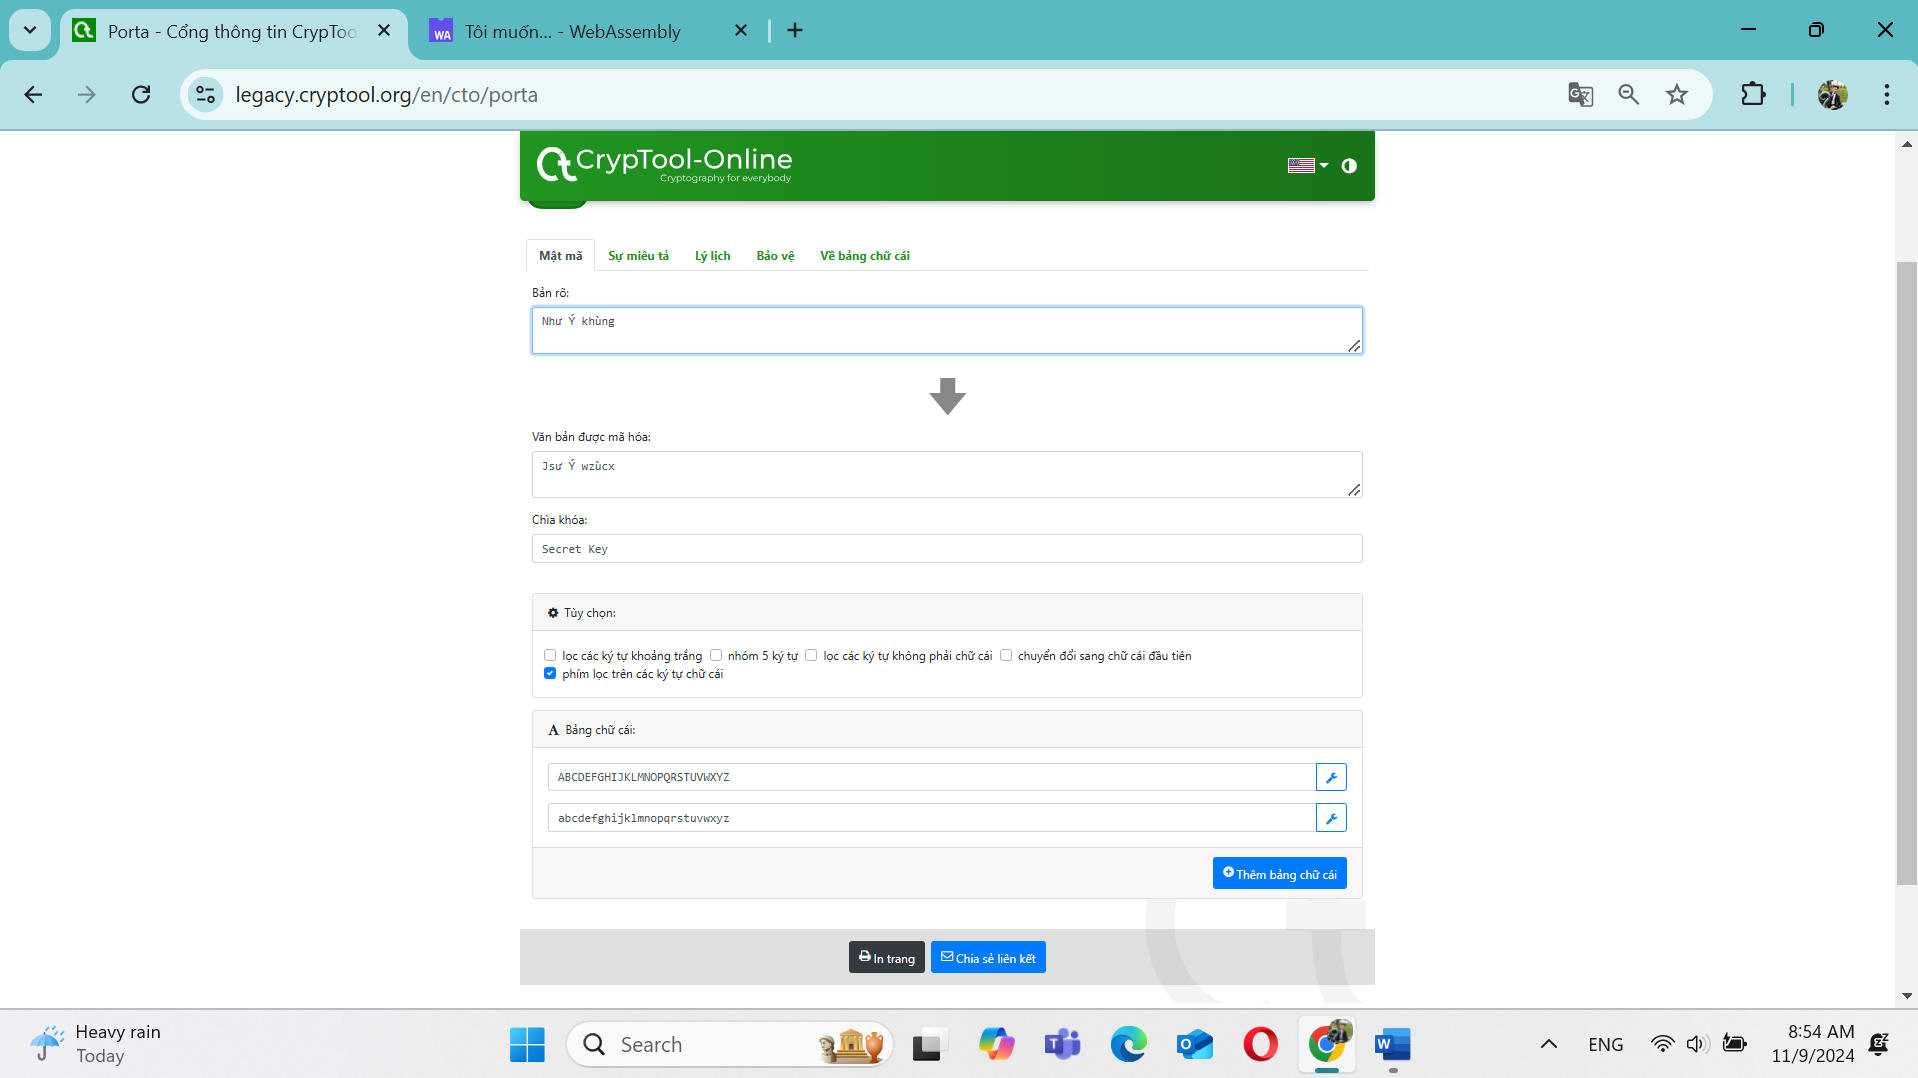 Porta - Cổng thông tin CrypToo
WA
Tôi muốn... - WebAssembly
legacy.cryptool.org/en/cto/porta
CrypTool-Online
Cryptography for everybody
Mật mã
Sự miêu tả
Lý lịch
Bảo vệ
Về bảng chữ cái
Bản rõ:
Như Ý khùng
Văn bản được mã hóa:
Jsư Ý wzùcx
Chìa khóa:
Secret Key
Tùy chọn:
lọc các ký tự khoảng trắng nhóm 5 ký tự lọc các ký tự không phải chữ cái chuyển đổi sang chữ cái đầu tiên
phím lọc trên các ký tự chữ cái
A Bảng chữ cái:
ABCDEFGHIJKLMNOPQRSTUVWXYZ
abcdefghijklmnopqrstuvwxyz
Thêm bảng chữ cái
In trang
Chia sẻ liên kết
Heavy rain
Today
Search
ENG
8:54 AM
11/9/2024